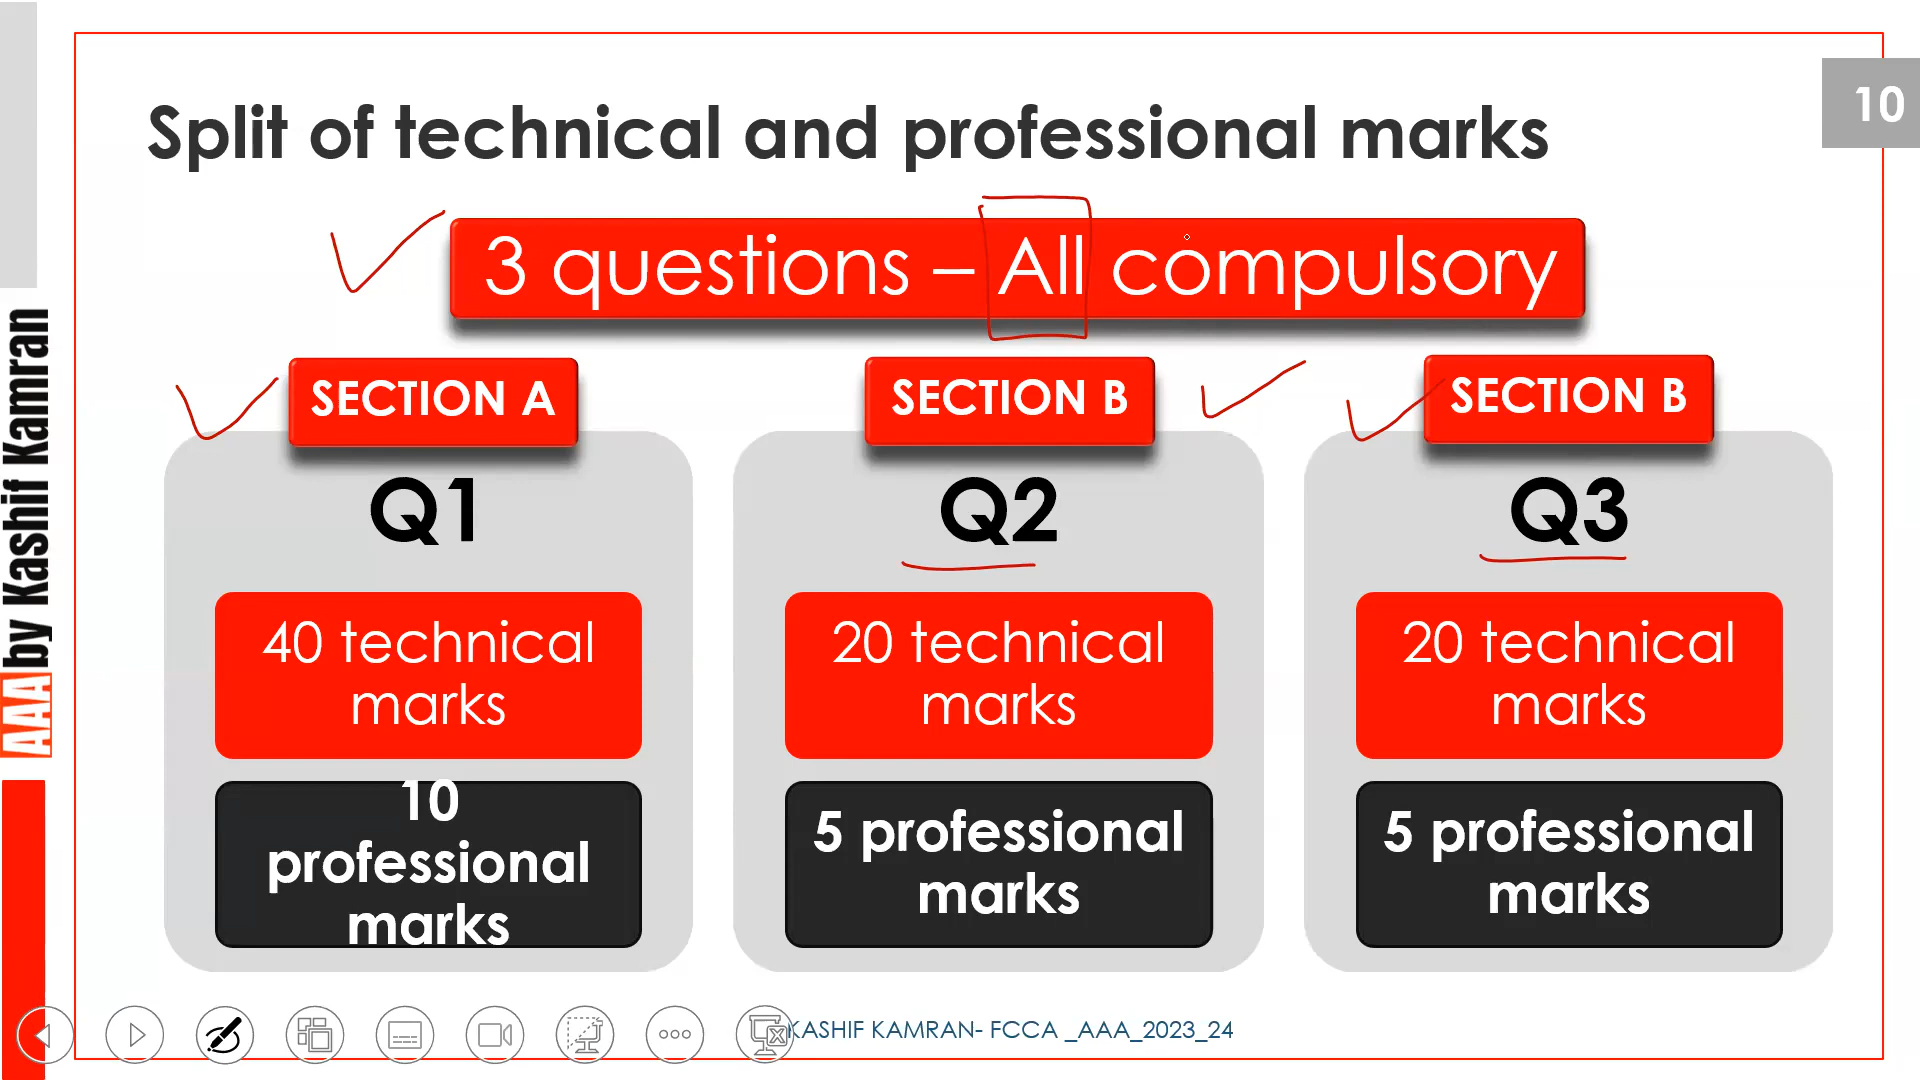 10
Split of technical and professional marks
3 questions – All compulsory
SECTION A
Q1
40 technical
marks
10
professional
marks
SECTION B
Q2
20 technical
marks
5 professional
marks
SECTION B
Q3
20 technical
marks
5 professional
marks
AAA by Kashif Kamran
KASHIF KAMRAN- FCCA _AAA_2023_24